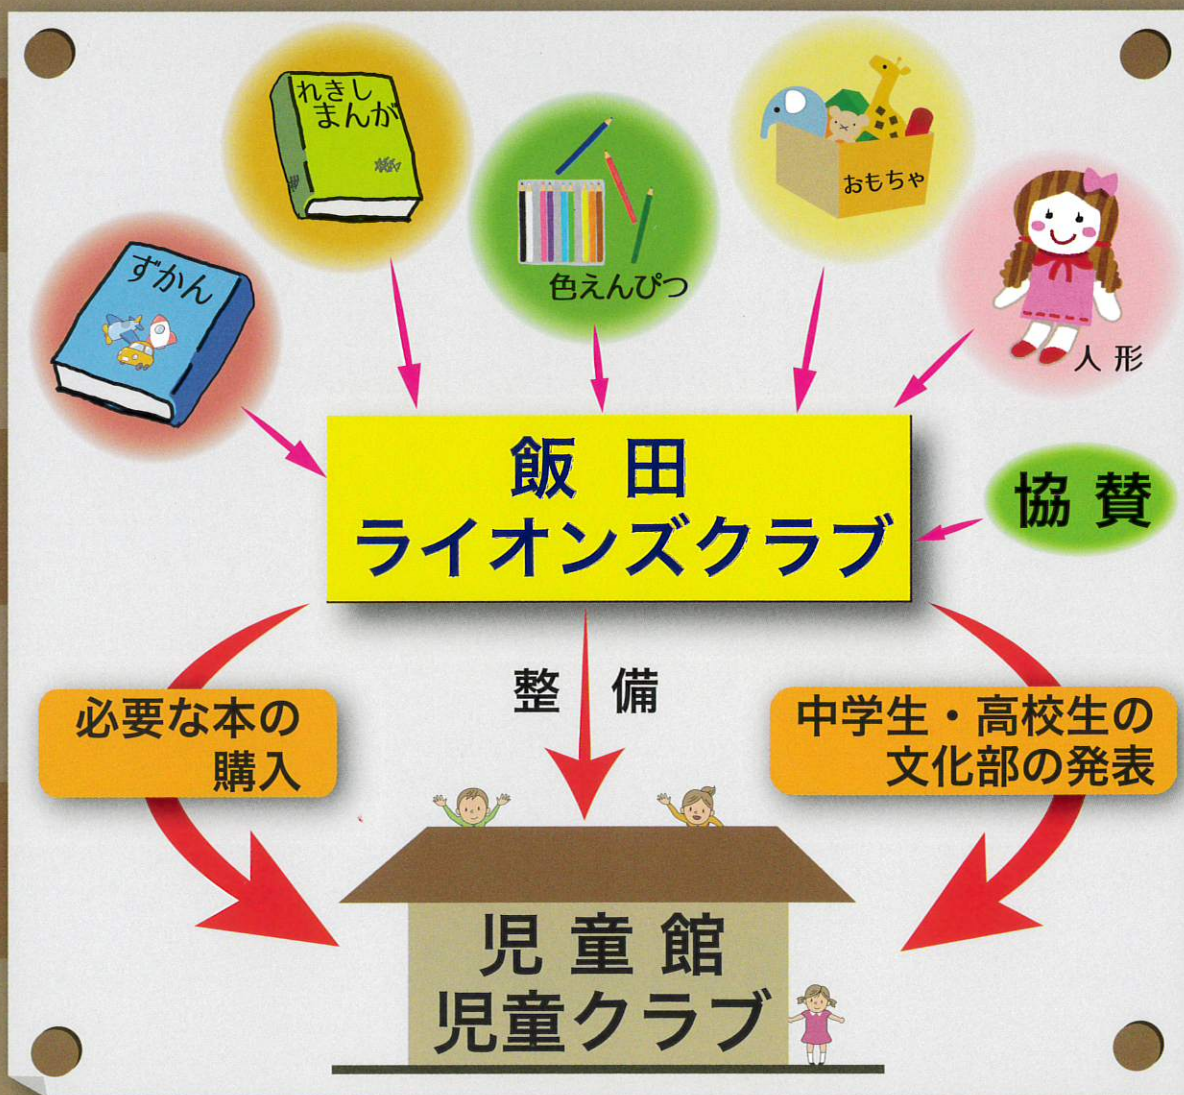 れきし
まんが
ずかん
色えんぴつ
おもちゃ
人形
飯田
ライオンズクラブ
協賛
必要な本の
購入
整備
中学生・高校生の
文化部の発表
児童館
児童クラブ